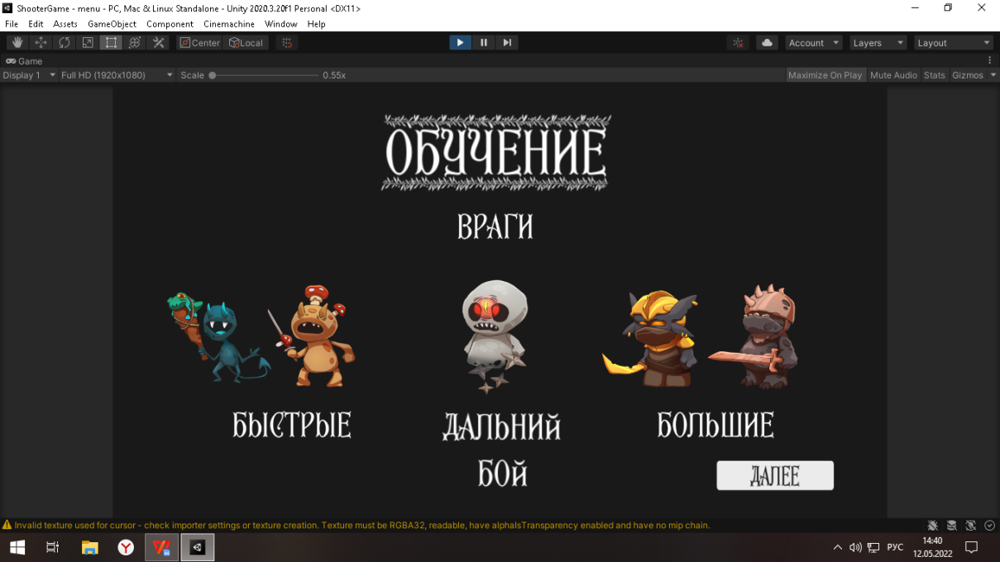 ShooterGame - menu - PC, Mac & Linux Standalone - Unity 2020.3.20f1 Personal <DX11>
File Edit Assets GameObject Component Cinemachine Window Help
Center Local Account Layers Layout
Game
Display 1 Full HD (1920x1080) Scale 0.55x Maximize On Play Mute Audio Stats Gizmos
ОБУЧЕНИЕ
ВРАГИ
БЫСТРЫЕ ДАЛЬНИЙ БОЛЬШИЕ
БОЙ ДАЛЕЕ
Invalid texture used for cursor - check importer settings or texture creation. Texture must be RGBA32, readable, have alphaIsTransparency enabled and have no mip chain.
14:40
РУС
12.05.2022